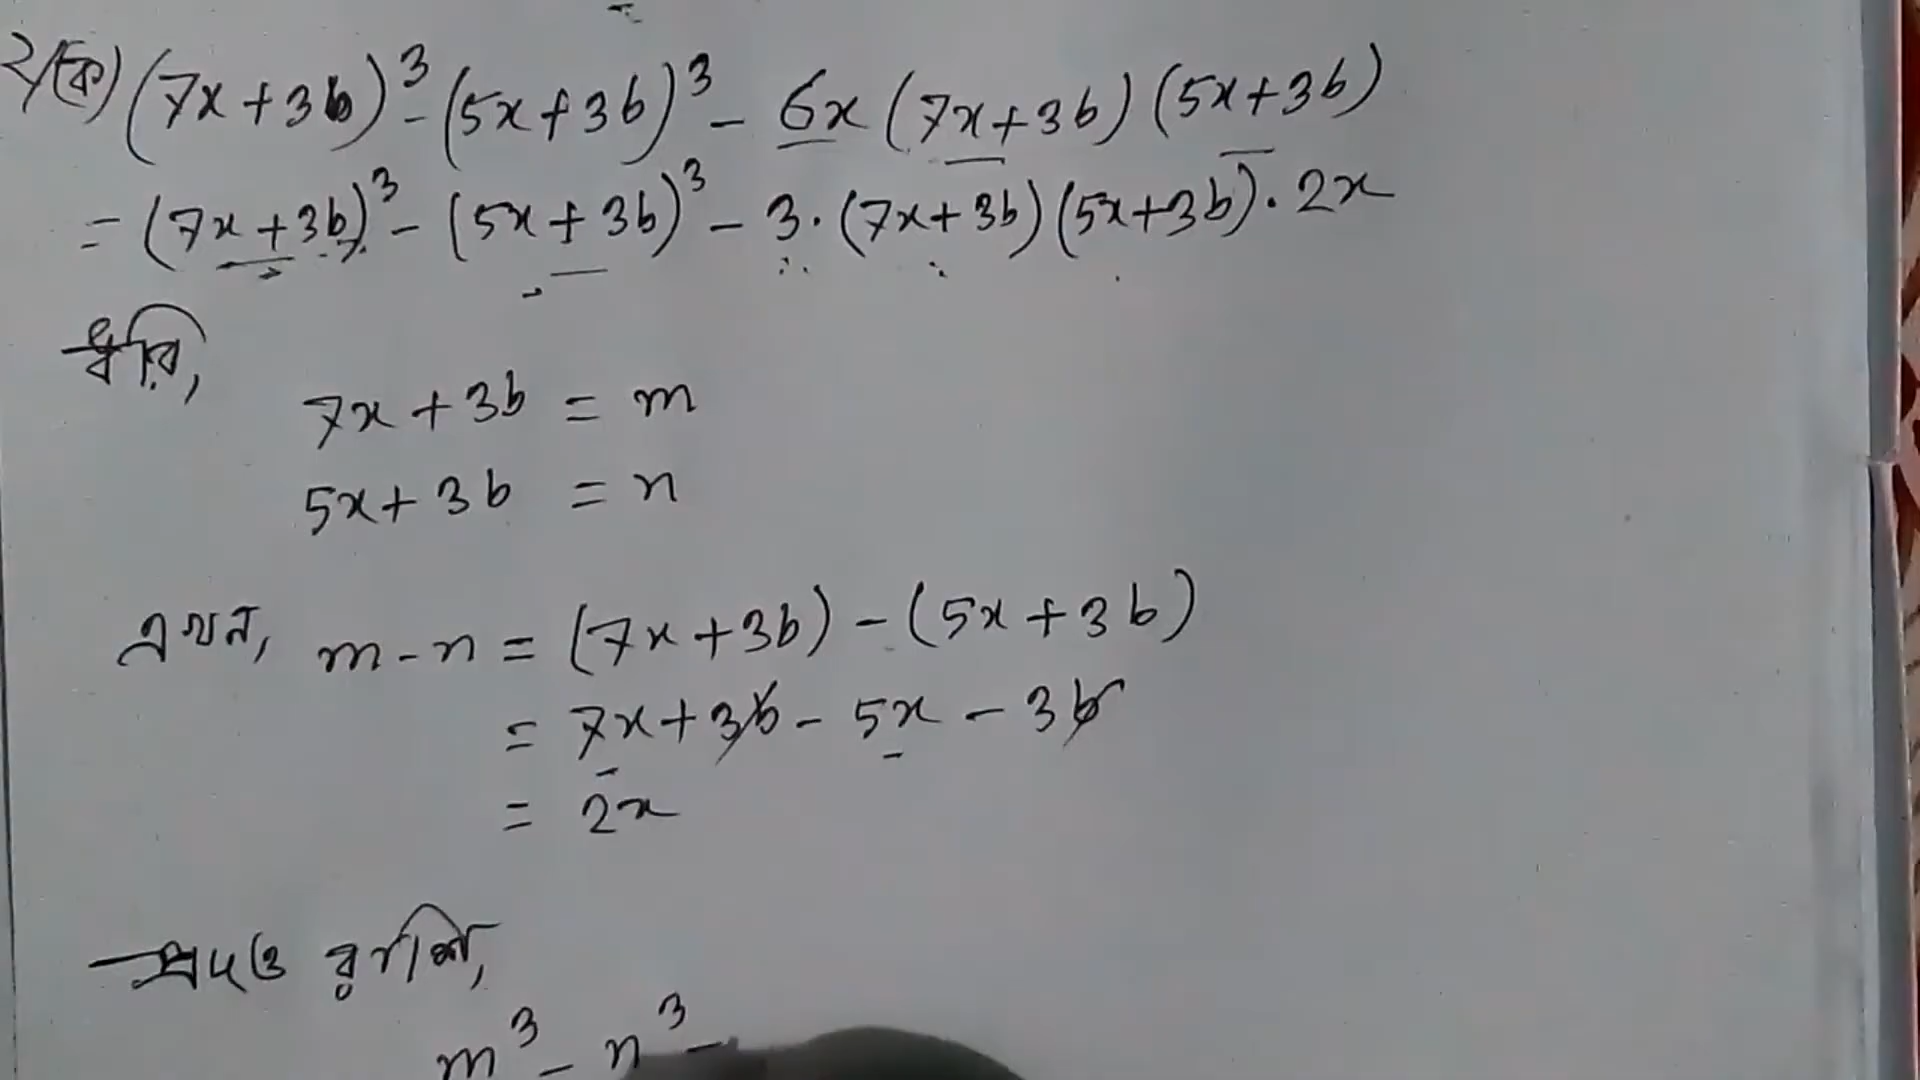 ২/(ক) (7x+3b)³-(5x+3b)³ - 6x (7x+3b) (5x+3b)
= (7x+3b)³ - (5x+3b)³ - 3. (7x+3b) (5x+3b). 2x
ধরি,
7x+3b = m
5x+3b = n
এখন, m-n = (7x+3b) - (5x+3b)
= 7x+3b - 5x - 3b
= 2x
প্রদত্ত রাশি,
m³ - n³ -